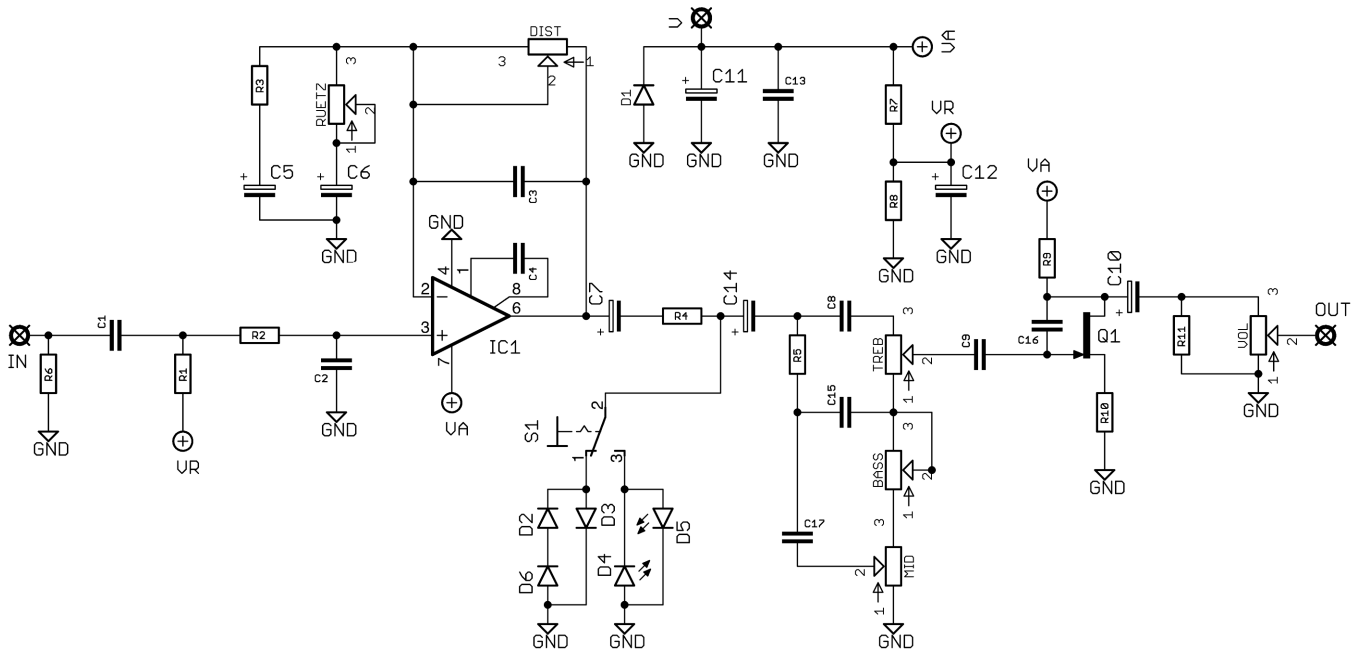 DIST
3
1
2
R3
3
RUETZ
2
1
C5
+
C6
+
GND
C3
GND
C4
4
1
8
2
3
6
7
IC1
VA
IN
R6
GND
C1
R1
VR
R2
C2
GND
C7
+
R4
C14
+
S1
2
1
3
D2
D3
D6
D4
D5
GND
GND
U
VA
D1
GND
+
C11
GND
C13
GND
R7
VR
R8
+
C12
GND
GND
C8
3
R5
TREB
2
1
C15
3
BASS
2
1
C17
3
MID
2
1
GND
C9
VA
R9
C16
C10
+
Q1
R10
GND
R11
3
VOL
2
1
GND
OUT